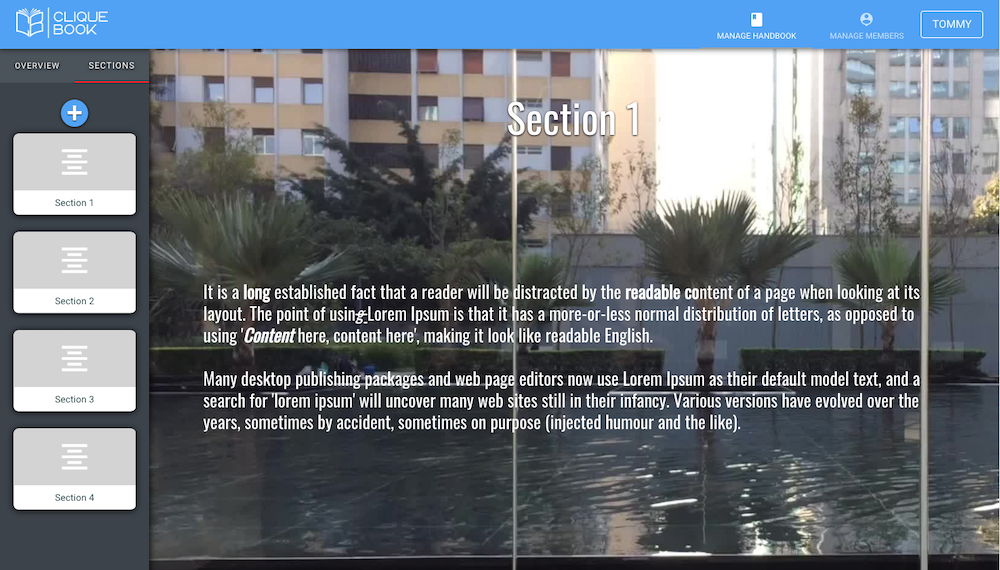 CLIQUE
BOOK
MANAGE HANDBOOK
MANAGE MEMBERS
TOMMY
OVERVIEW
SECTIONS
Section 1
Section 2
Section 3
Section 4
Section 1
It is a long established fact that a reader will be distracted by the readable content of a page when looking at its
layout. The point of using Lorem Ipsum is that it has a more-or-less normal distribution of letters, as opposed to
using 'Content here, content here', making it look like readable English.
Many desktop publishing packages and web page editors now use Lorem Ipsum as their default model text, and a
search for 'lorem ipsum' will uncover many web sites still in their infancy. Various versions have evolved over the
years, sometimes by accident, sometimes on purpose (injected humour and the like).